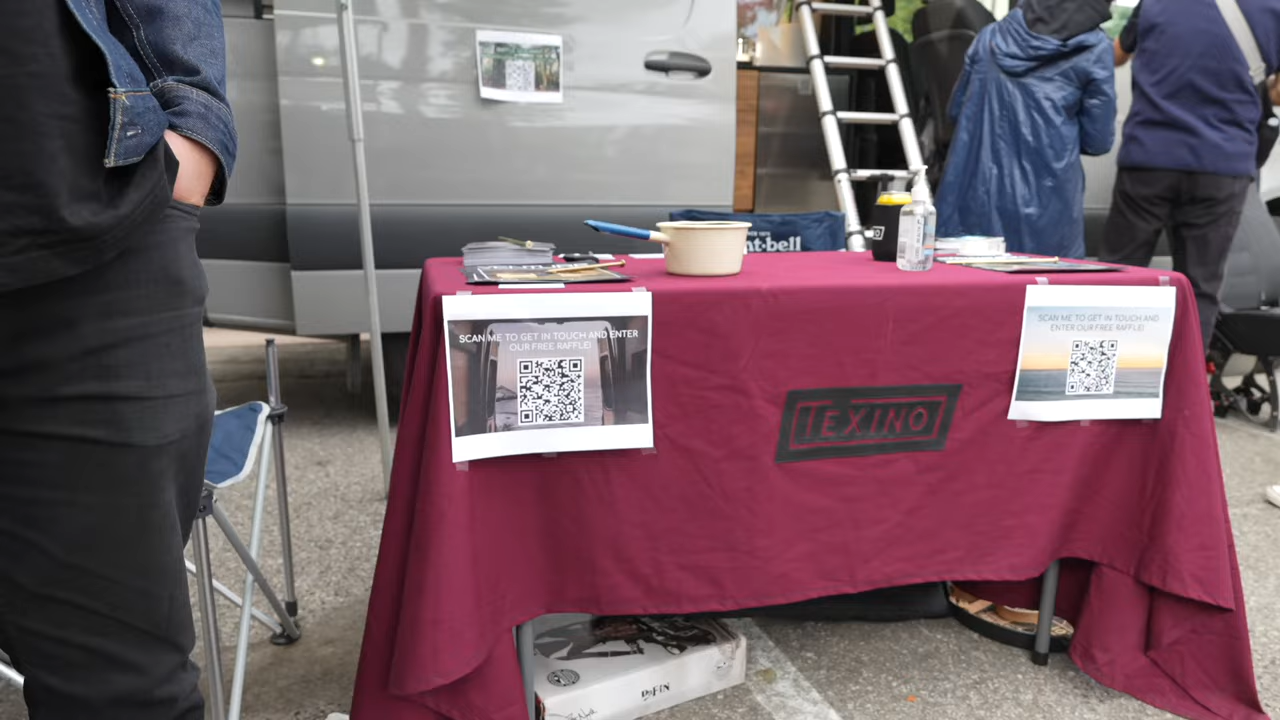 SCAN ME TO GET IN TOUCH AND ENTER
OUR FREE RAFFLE!
SCAN ME TO GET IN TOUCH AND
ENTER OUR FREE RAFFLE!
TEXINO
nt·bell
DōFIN